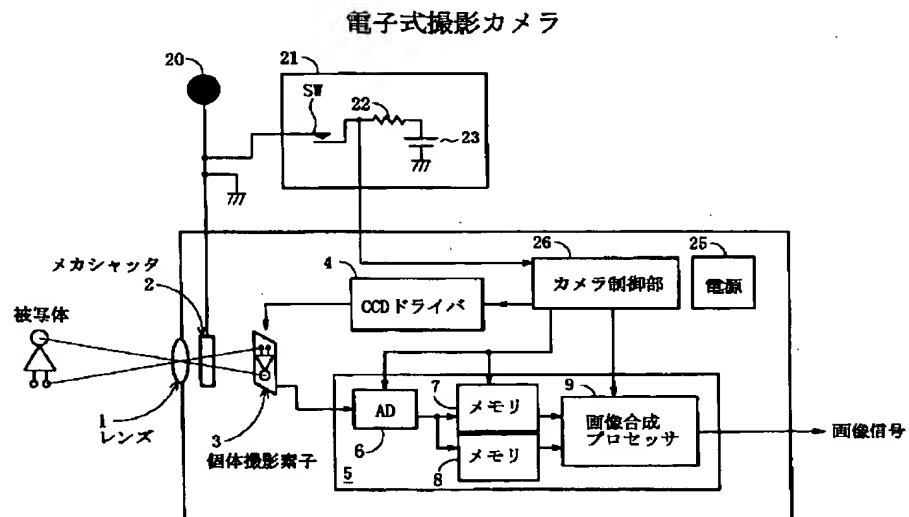 電子式撮影カメラ
20
21
SW
22
23
メカシャッタ
2
4
26
25
CCDドライバ
カメラ制御部
電源
被写体
1
レンズ
3
個体撮影素子
AD
6
7
メモリ
メモリ
8
9
画像合成
プロセッサ
5
画像信号